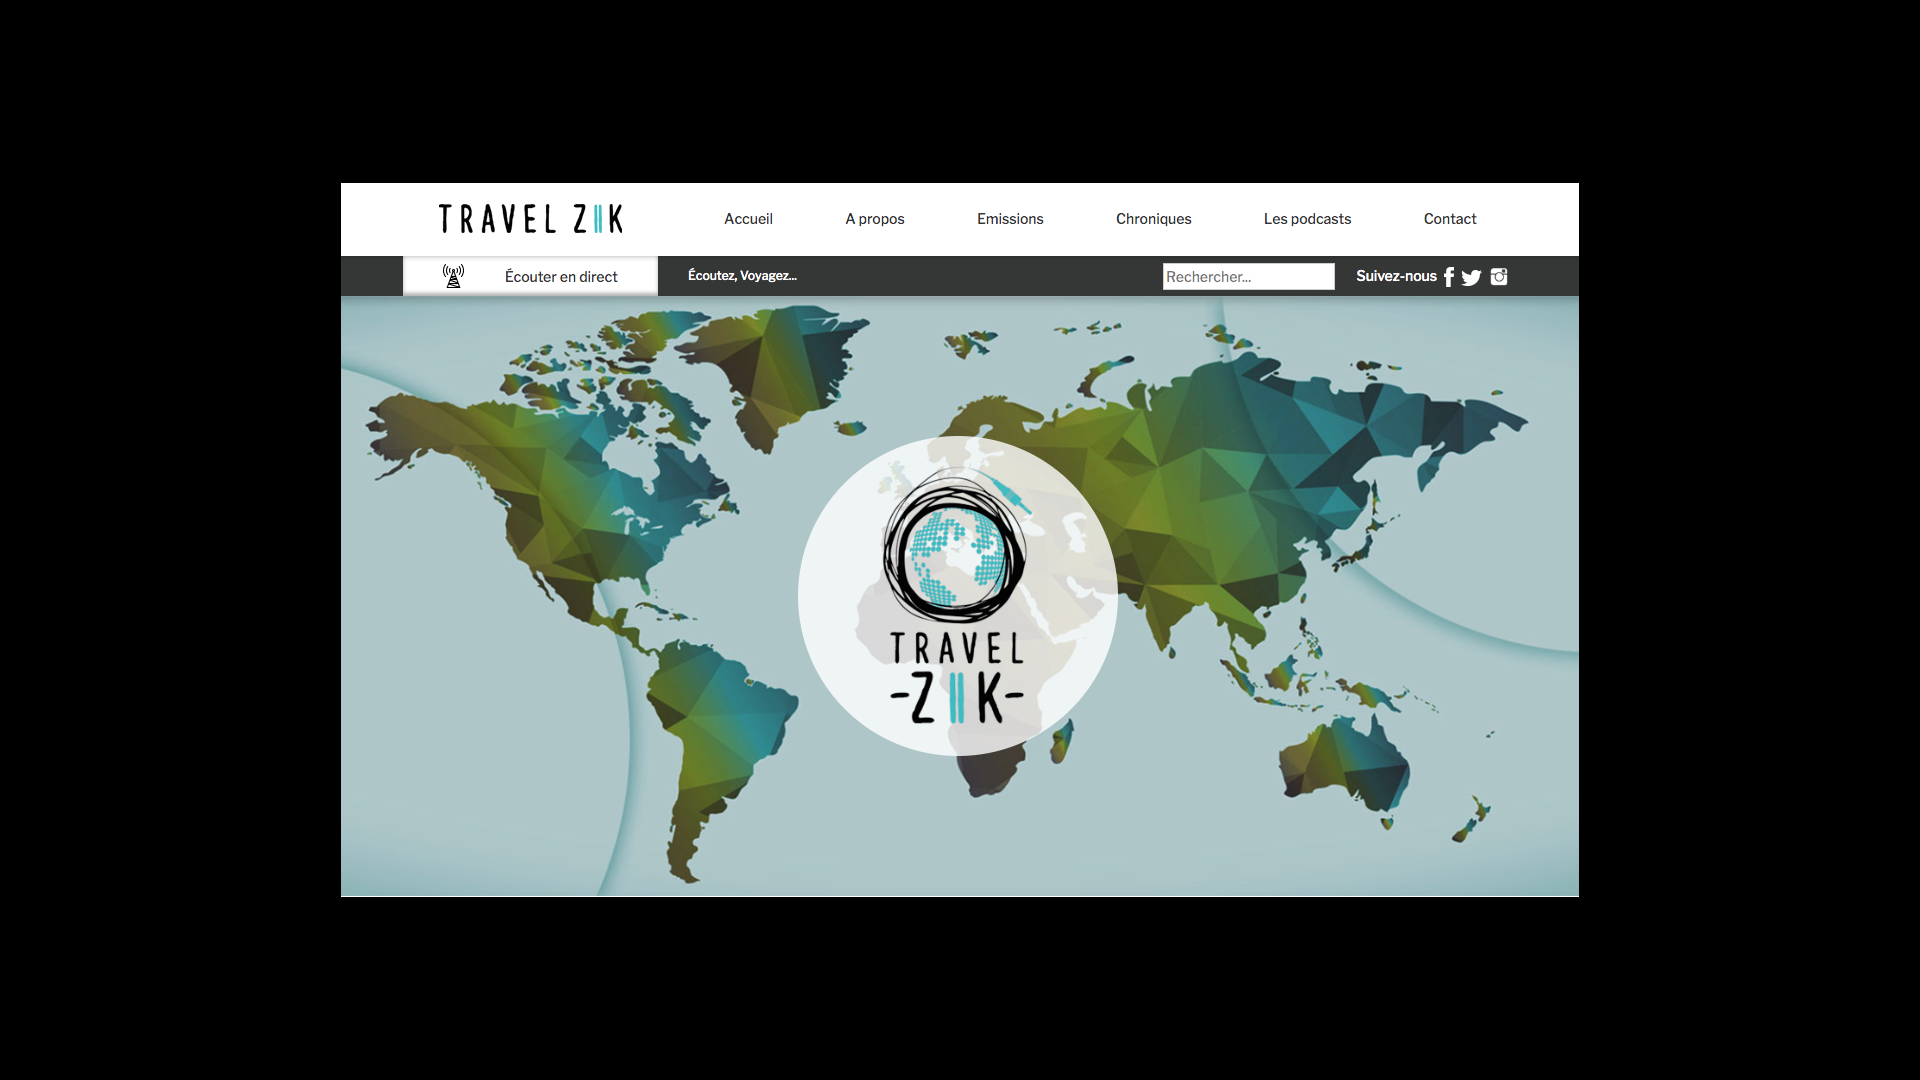 TRAVEL ZIIK
Accueil
A propos
Emissions
Chroniques
Les podcasts
Contact
Écouter en direct
Écoutez, Voyagez...
Rechercher...
Suivez-nous
TRAVEL
-ZIIK-